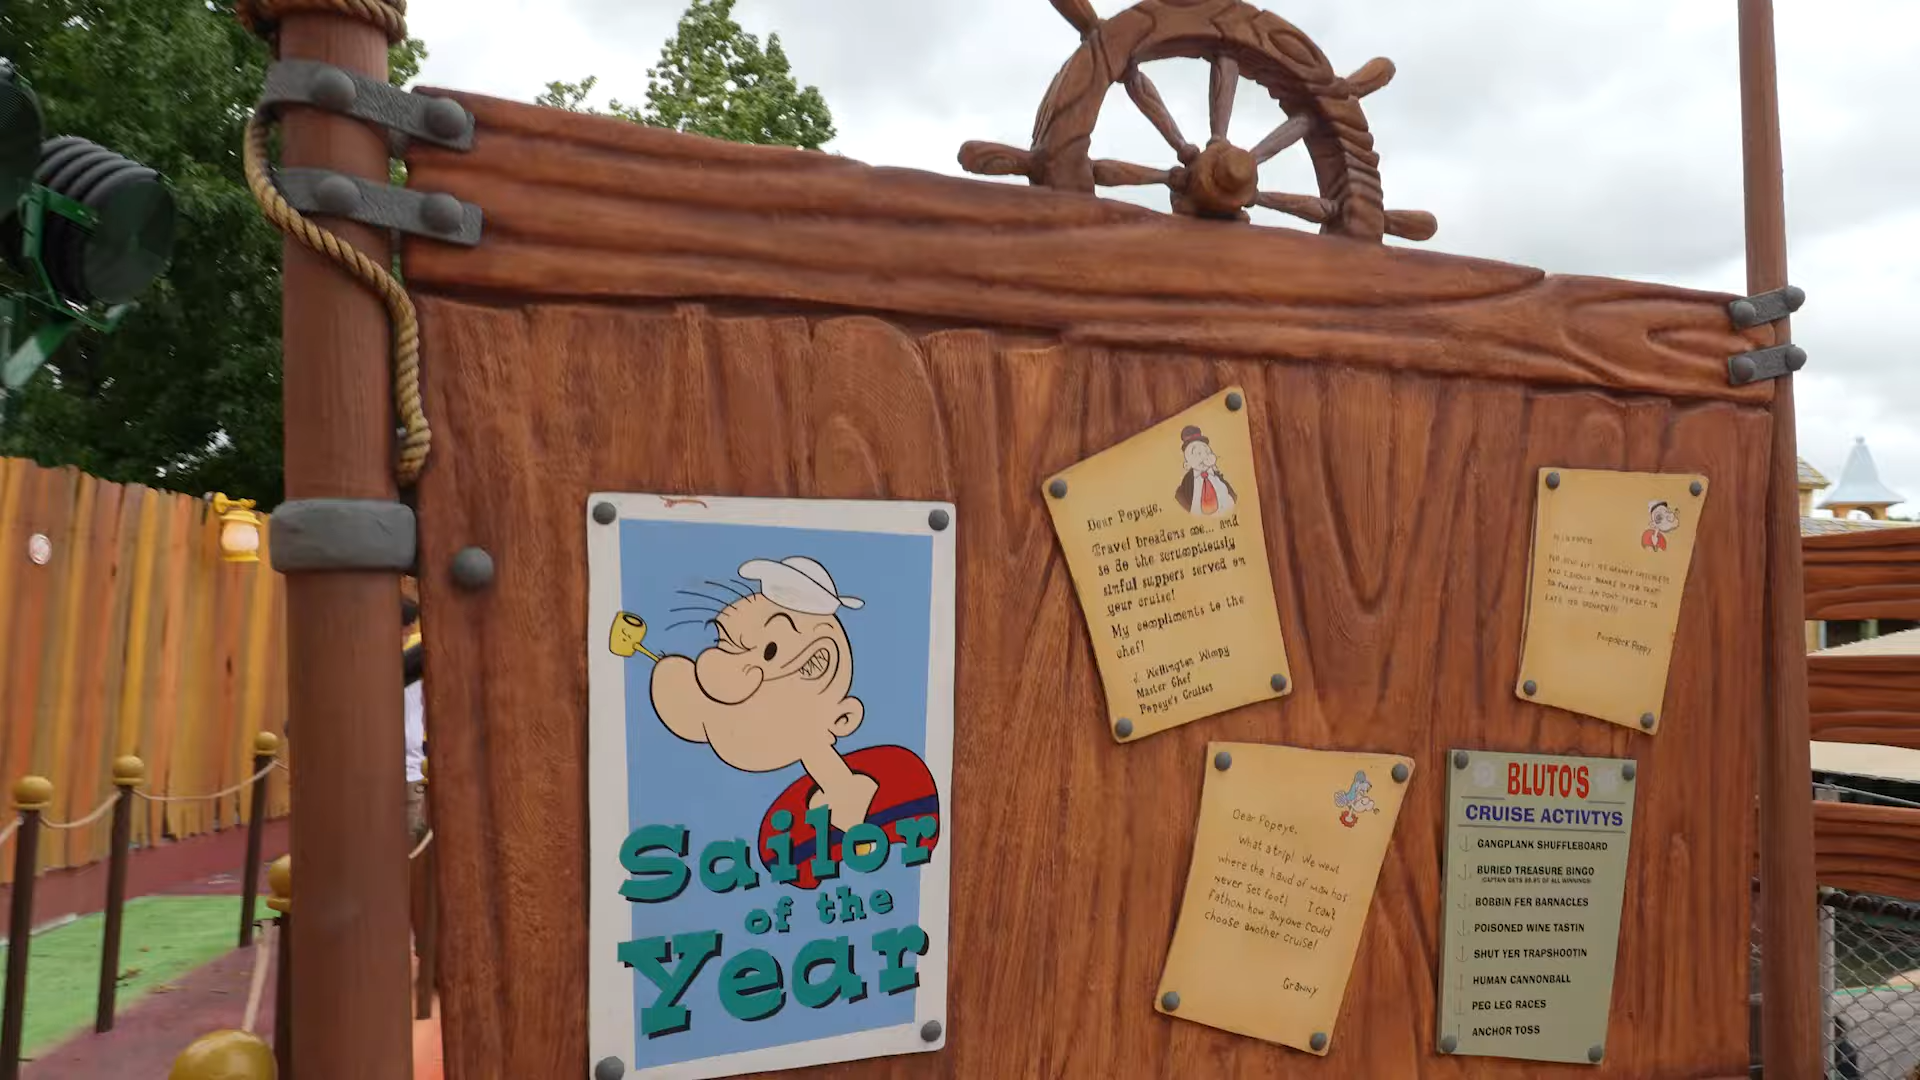 Sailor
of the
Year
Dear Popeye,
Travel broadens one... and
so do the scrumptiously
sinful suppers served on
your cruise!
My compliments to the
chef!
J. Wellington Wimpy
Master Chef
Popeye's Cruises
Poopdeck Pappy
Dear Popeye,
What a trip! We went
where the hand of man has
never set foot! I can't
fathom how anyone could
choose another cruise!
Granny
BLUTO'S
CRUISE ACTIVTYS
GANGPLANK SHUFFLEBOARD
BURIED TREASURE BINGO
BOBBIN FER BARNACLES
POISONED WINE TASTIN
SHUT YER TRAPSHOOTIN
HUMAN CANNONBALL
PEG LEG RACES
ANCHOR TOSS